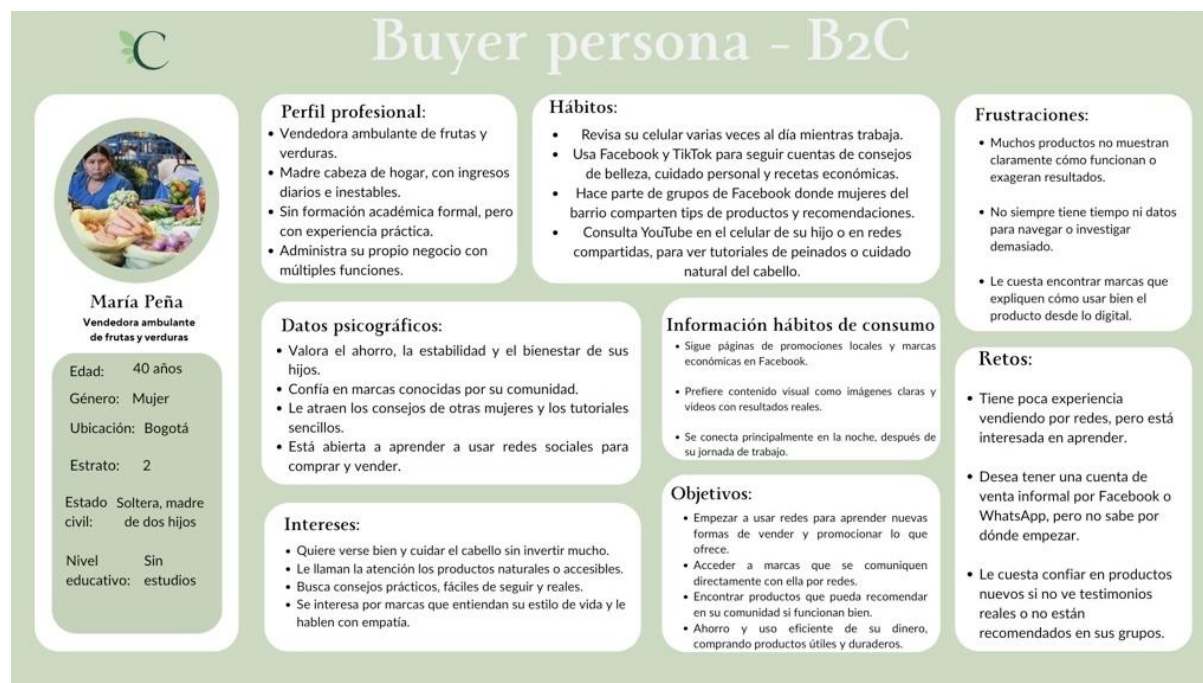 C
Buyer persona - B2C
María Peña
Vendedora ambulante
de frutas y verduras
Edad: 40 años
Género: Mujer
Ubicación: Bogotá
Estrato: 2
Estado civil: Soltera, madre
de dos hijos
Nivel educativo: Sin
estudios
Perfil profesional:
• Vendedora ambulante de frutas y
verduras.
• Madre cabeza de hogar, con ingresos
diarios e inestables.
• Sin formación académica formal, pero
con experiencia práctica.
• Administra su propio negocio con
múltiples funciones.
Hábitos:
• Revisa su celular varias veces al día mientras trabaja.
• Usa Facebook y TikTok para seguir cuentas de consejos
de belleza, cuidado personal y recetas económicas.
• Hace parte de grupos de Facebook donde mujeres del
barrio comparten tips de productos y recomendaciones.
• Consulta YouTube en el celular de su hijo o en redes
compartidas, para ver tutoriales de peinados o cuidado
natural del cabello.
Datos psicográficos:
• Valora el ahorro, la estabilidad y el bienestar de sus
hijos.
• Confía en marcas conocidas por su comunidad.
• Le atraen los consejos de otras mujeres y los tutoriales
sencillos.
• Está abierta a aprender a usar redes sociales para
comprar y vender.
Información hábitos de consumo
• Sigue páginas de promociones locales y marcas
económicas en Facebook.
• Prefiere contenido visual como imágenes claras y
videos con resultados reales.
• Se conecta principalmente en la noche, después de
su jornada de trabajo.
Intereses:
• Quiere verse bien y cuidar el cabello sin invertir mucho.
• Le llaman la atención los productos naturales o accesibles.
• Busca consejos prácticos, fáciles de seguir y reales.
• Se interesa por marcas que entiendan su estilo de vida y le
hablen con empatía.
Objetivos:
• Empezar a usar redes para aprender nuevas
formas de vender y promocionar lo que
ofrece.
• Acceder a marcas que se comuniquen
directamente con ella por redes.
• Encontrar productos que pueda recomendar
en su comunidad si funcionan bien.
• Ahorro y uso eficiente de su dinero,
comprando productos útiles y duraderos.
Frustraciones:
• Muchos productos no muestran
claramente cómo funcionan o
exageran resultados.
• No siempre tiene tiempo ni datos
para navegar o investigar
demasiado.
• Le cuesta encontrar marcas que
expliquen cómo usar bien el
producto desde lo digital.
Retos:
• Tiene poca experiencia
vendiendo por redes, pero está
interesada en aprender.
• Desea tener una cuenta de
venta informal por Facebook o
WhatsApp, pero no sabe por
dónde empezar.
• Le cuesta confiar en productos
nuevos si no ve testimonios
reales o no están
recomendados en sus grupos.